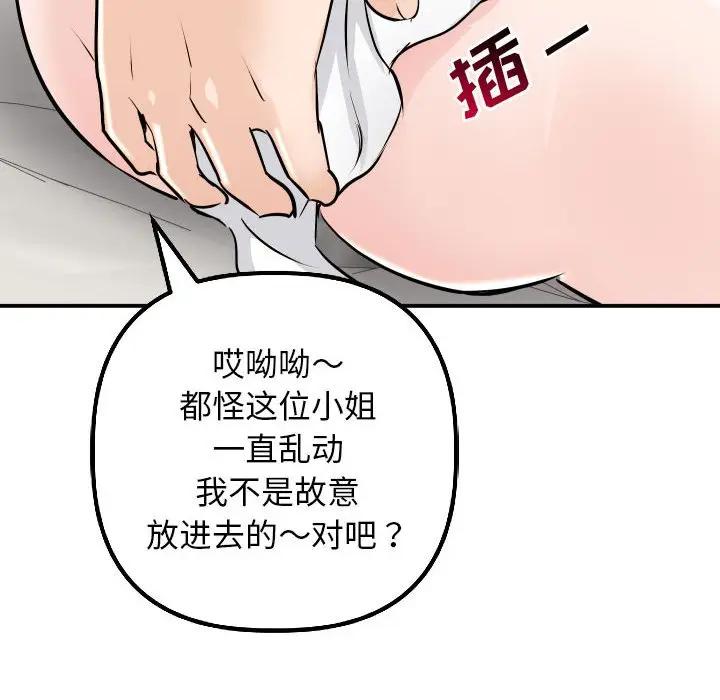 插一
哎呦呦～
都怪这位小姐
一直乱动
我不是故意
放进去的～对吧？